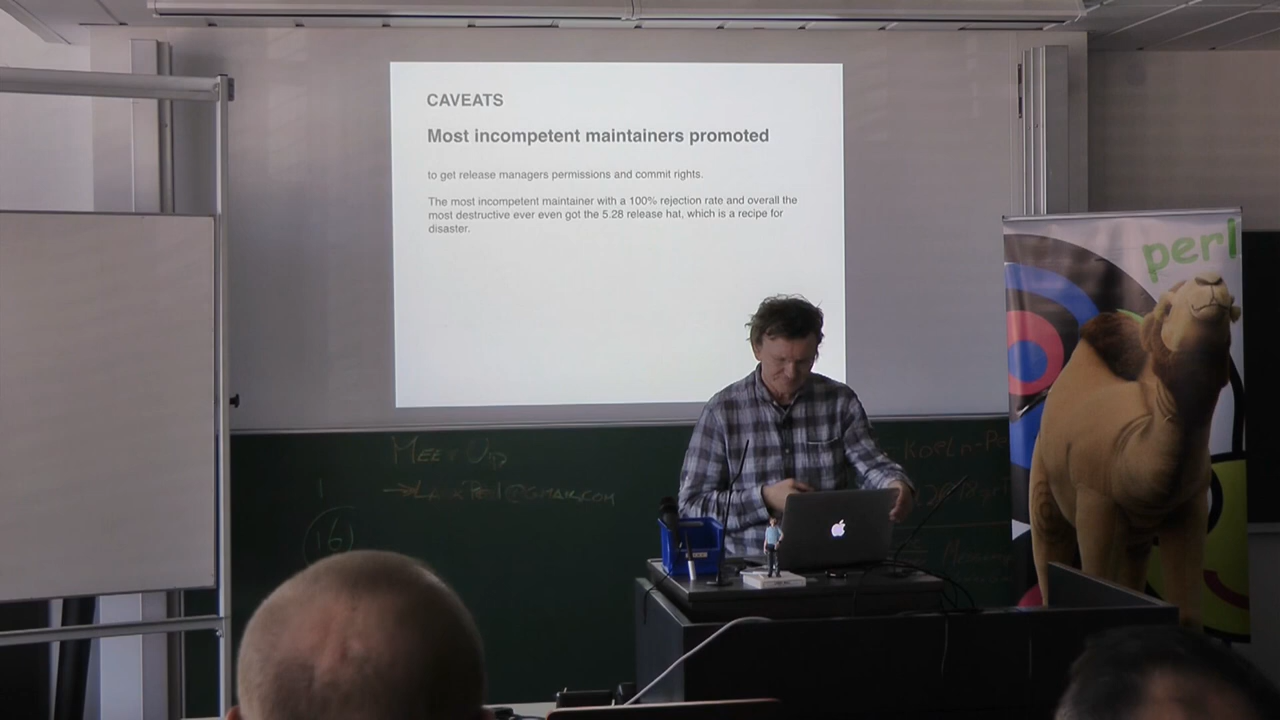 CAVEATS
Most incompetent maintainers promoted
to get release managers permissions and commit rights.
The most incompetent maintainer with a 100% rejection rate and overall the
most destructive ever even got the 5.28 release hat, which is a recipe for
disaster.
perl
16